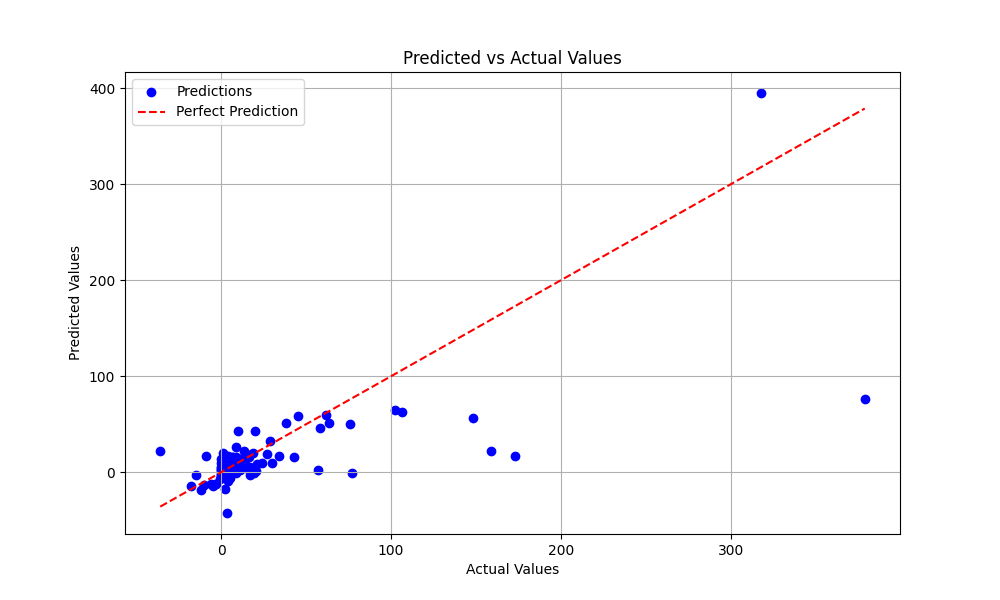 Predicted vs Actual Values
Predictions
Perfect Prediction
400
300
200
100
0
Predicted Values
0
100
200
300
Actual Values